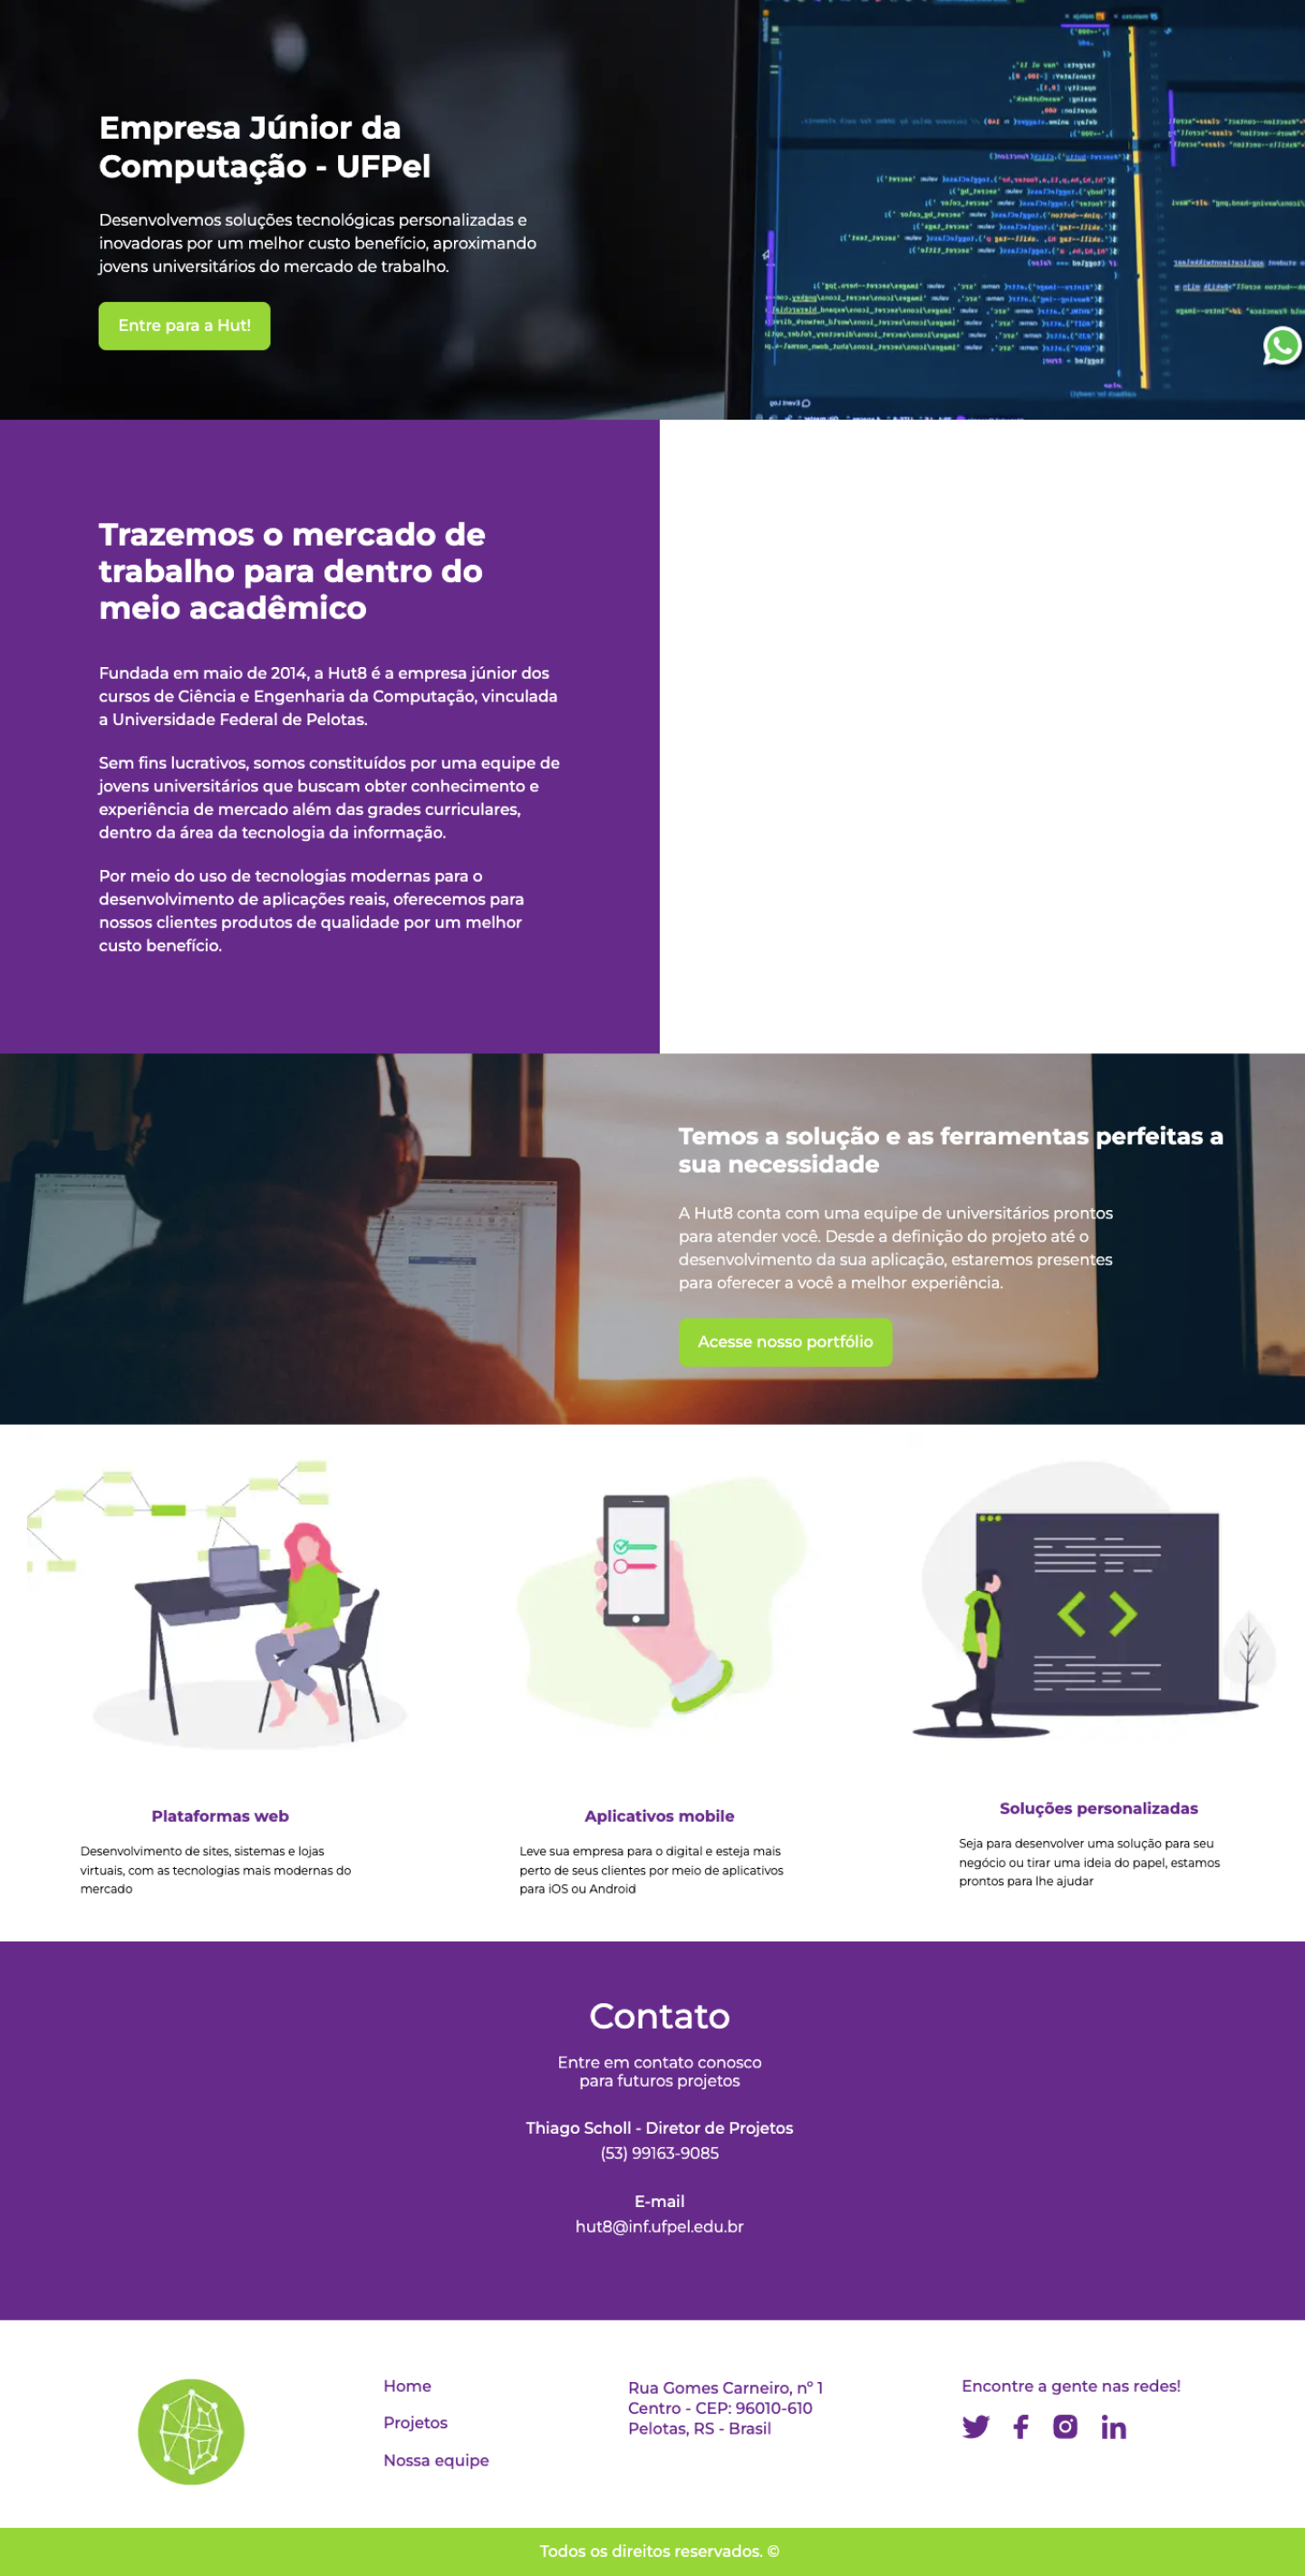 Empresa Júnior da
Computação - UFPel
Desenvolvemos soluções tecnológicas personalizadas e
inovadoras por um melhor custo benefício, aproximando
jovens universitários do mercado de trabalho.
Entre para a Hut!
Trazemos o mercado de
trabalho para dentro do
meio acadêmico
Fundada em maio de 2014, a Hut8 é a empresa júnior dos
cursos de Ciência e Engenharia da Computação, vinculada
a Universidade Federal de Pelotas.
Sem fins lucrativos, somos constituídos por uma equipe de
jovens universitários que buscam obter conhecimento e
experiência de mercado além das grades curriculares,
dentro da área da tecnologia da informação.
Por meio do uso de tecnologias modernas para o
desenvolvimento de aplicações reais, oferecemos para
nossos clientes produtos de qualidade por um melhor
custo benefício.
Temos a solução e as ferramentas perfeitas a
sua necessidade
A Hut8 conta com uma equipe de universitários prontos
para atender você. Desde a definição do projeto até o
desenvolvimento da sua aplicação, estaremos presentes
para oferecer a você a melhor experiência.
Acesse nosso portfólio
Plataformas web
Desenvolvimento de sites, sistemas e lojas
virtuais, com as tecnologias mais modernas do
mercado
Aplicativos mobile
Leve sua empresa para o digital e esteja mais
perto de seus clientes por meio de aplicativos
para iOS ou Android
Soluções personalizadas
Seja para desenvolver uma solução para seu
negócio ou tirar uma ideia do papel, estamos
prontos para lhe ajudar
Contato
Entre em contato conosco
para futuros projetos
Thiago Scholl - Diretor de Projetos
(53) 99163-9085
E-mail
hut8@inf.ufpel.edu.br
Home
Projetos
Nossa equipe
Rua Gomes Carneiro, nº 1
Centro - CEP: 96010-610
Pelotas, RS - Brasil
Encontre a gente nas redes!
Todos os direitos reservados. ©